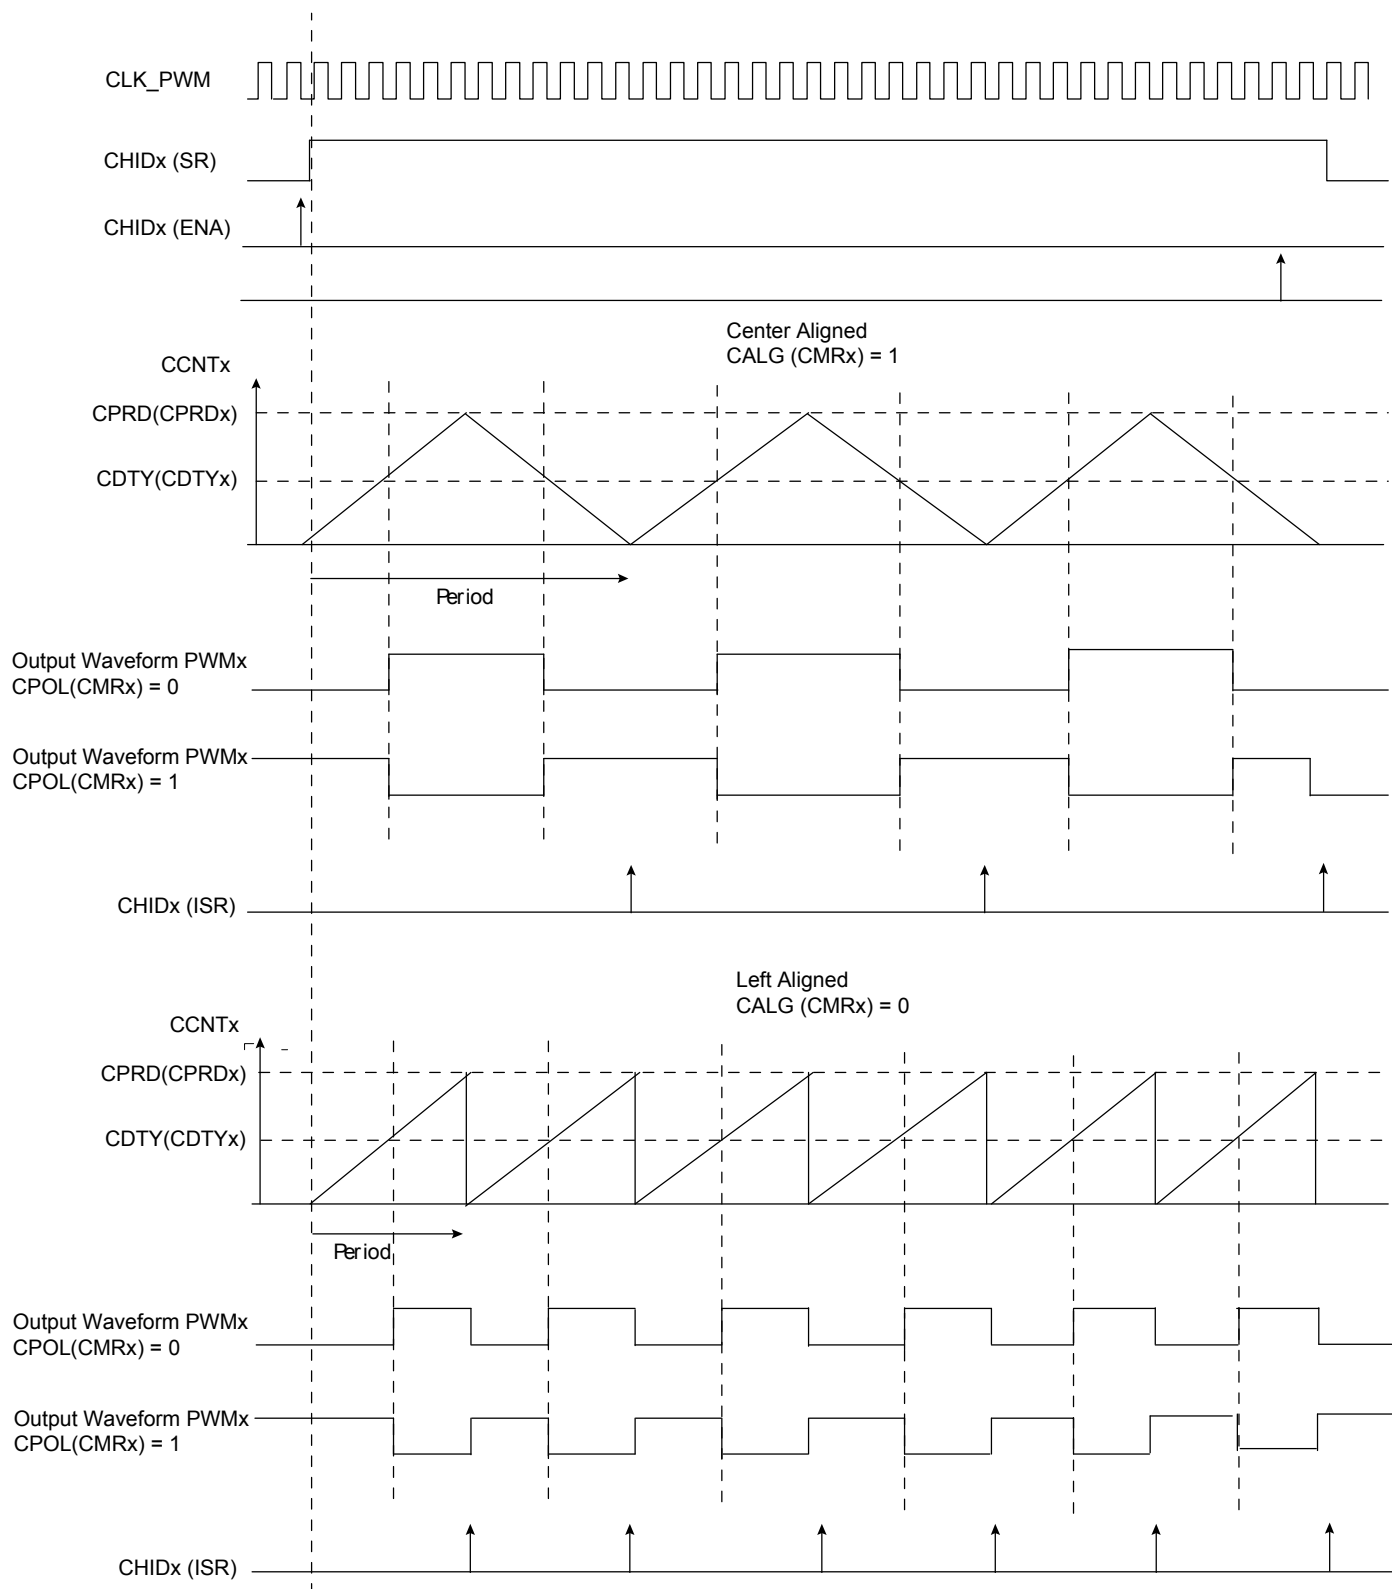 CLK_PWM
CHIDx (SR)
CHIDx (ENA)
Center Aligned
CALG (CMRx) = 1
CCNTx
CPRD(CPRDx)
CDTY(CDTYx)
Period
Output Waveform PWMx
CPOL(CMRx) = 0
Output Waveform PWMx
CPOL(CMRx) = 1
CHIDx (ISR)
Left Aligned
CALG (CMRx) = 0
CCNTx
CPRD(CPRDx)
CDTY(CDTYx)
Period
Output Waveform PWMx
CPOL(CMRx) = 0
Output Waveform PWMx
CPOL(CMRx) = 1
CHIDx (ISR)